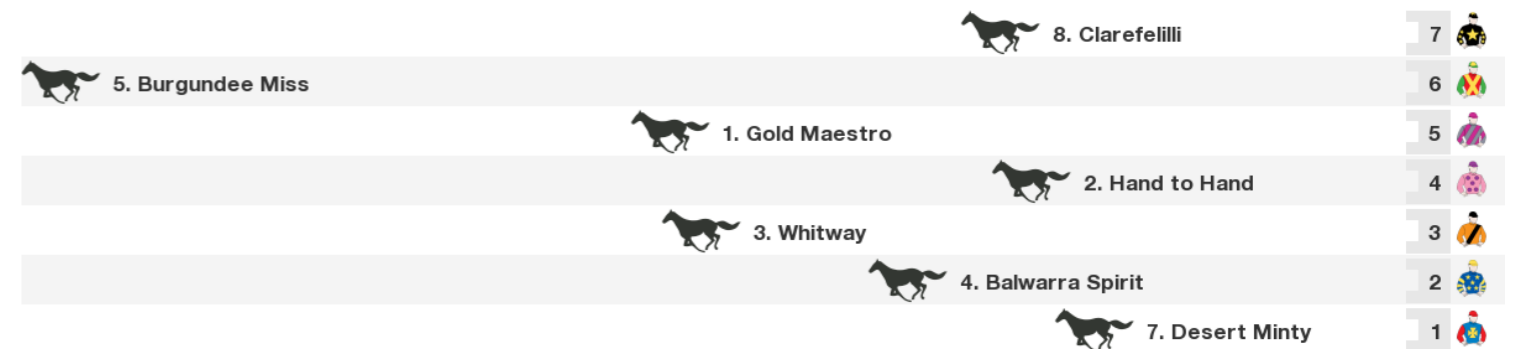 8. Clarefelilli 7
5. Burgundee Miss 6
1. Gold Maestro 5
2. Hand to Hand 4
3. Whitway 3
4. Balwarra Spirit 2
7. Desert Minty 1